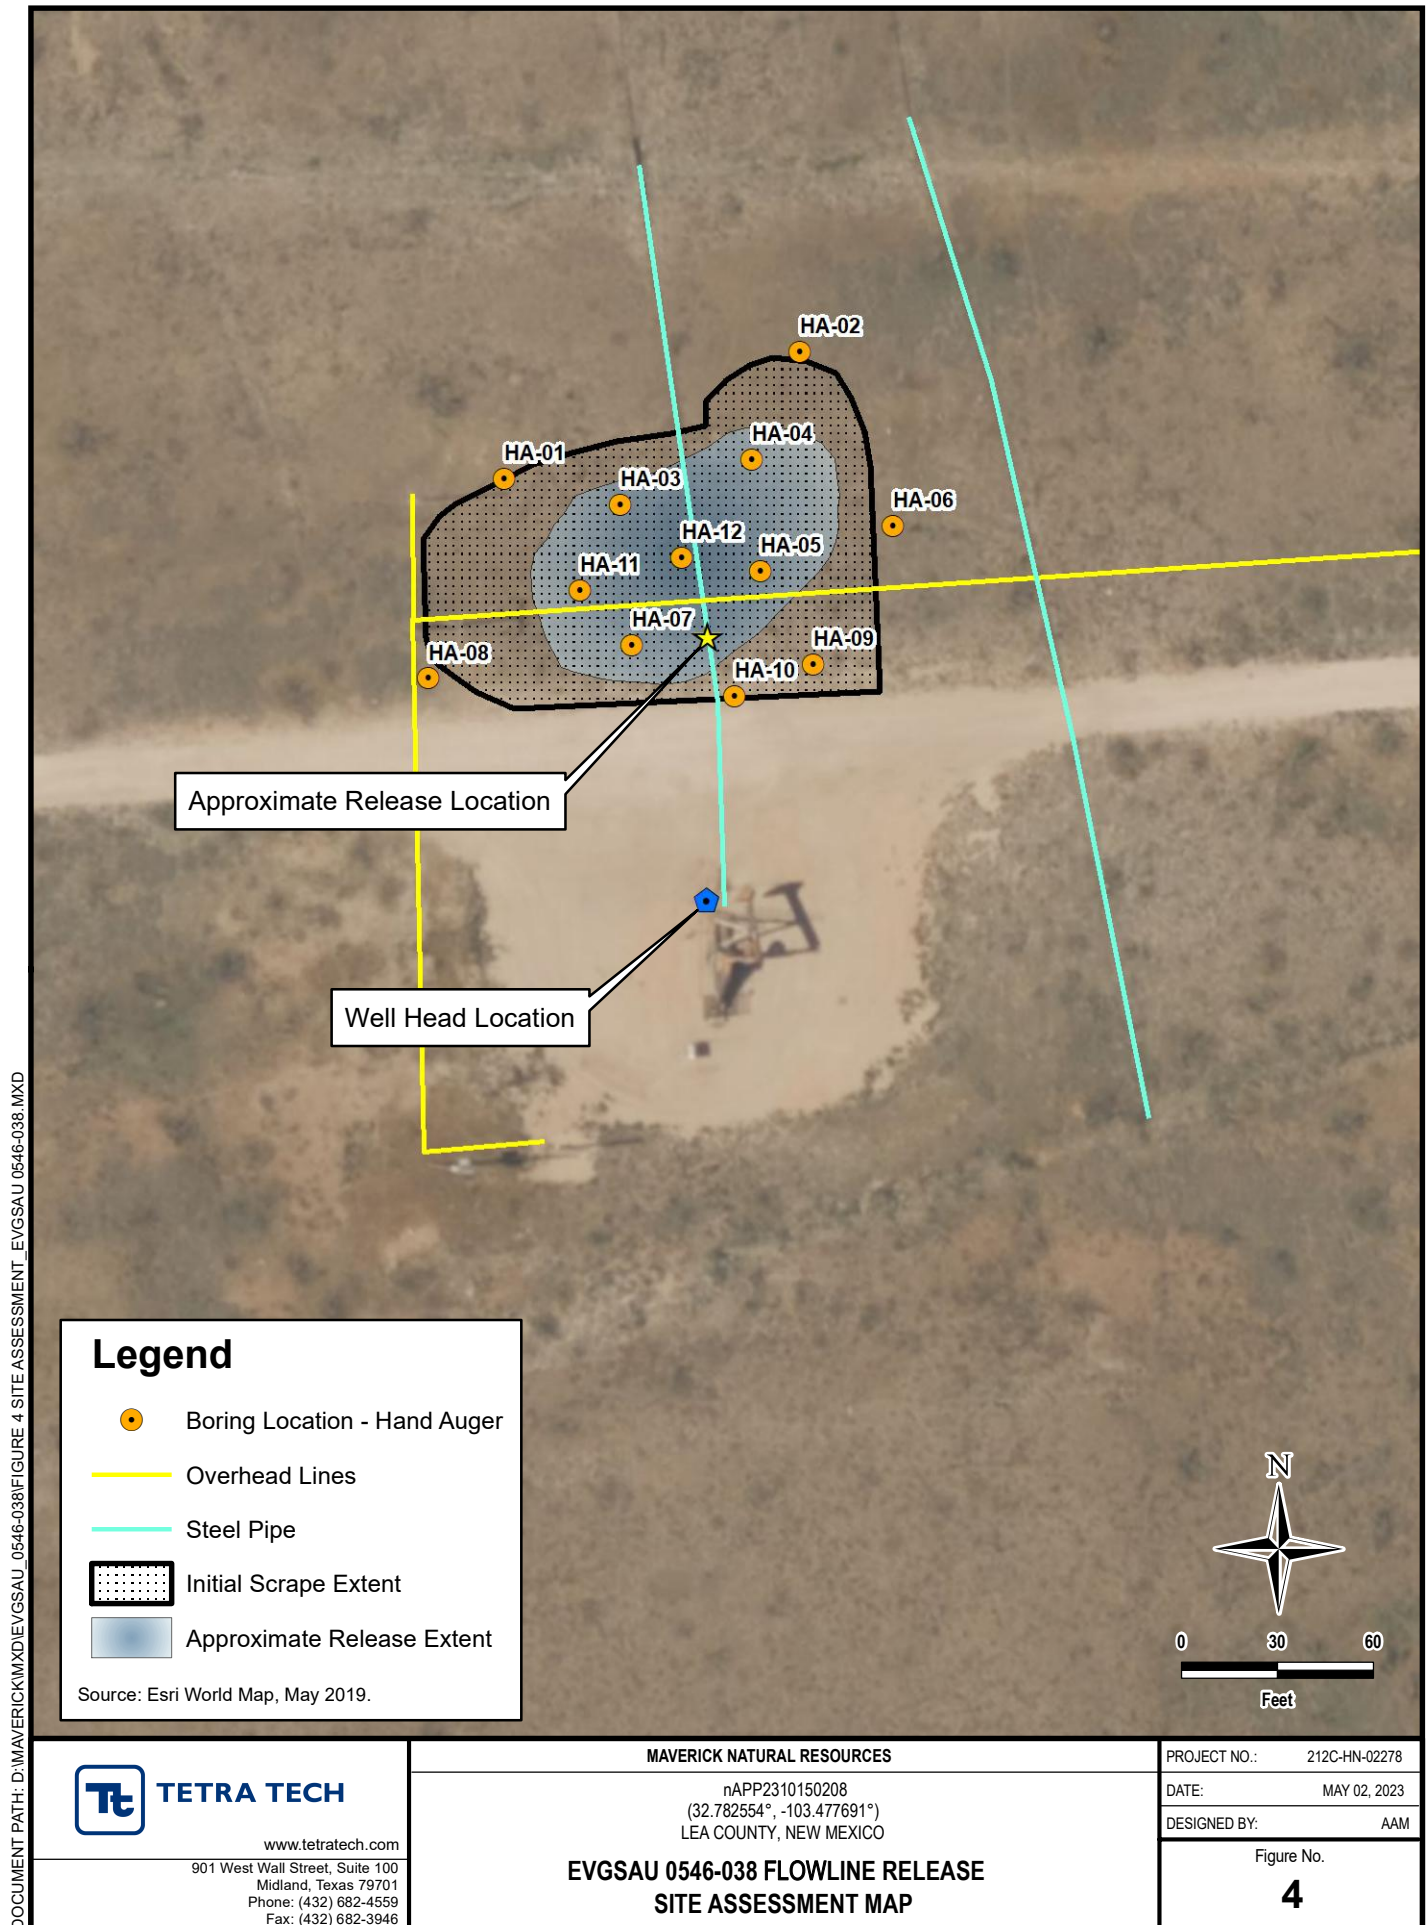 HA-02
HA-04
HA-01
HA-03
HA-06
HA-12
HA-05
HA-11
HA-07
HA-09
HA-08
HA-10
Approximate Release Location
Well Head Location
Legend
Boring Location - Hand Auger
Overhead Lines
Steel Pipe
Initial Scrape Extent
Approximate Release Extent
Source: Esri World Map, May 2019.
N
0 30 60
Feet
DOCUMENT PATH: D:\MAVERICK\MXD\EVGSAU_0546-038\FIGURE 4 SITE ASSESSMENT_EVGSAU 0546-038.MXD
Tt TETRA TECH
www.tetratech.com
901 West Wall Street, Suite 100
Midland, Texas 79701
Phone: (432) 682-4559
Fax: (432) 682-3946
MAVERICK NATURAL RESOURCES
nAPP2310150208
(32.782554°, -103.477691°)
LEA COUNTY, NEW MEXICO
EVGSAU 0546-038 FLOWLINE RELEASE
SITE ASSESSMENT MAP
PROJECT NO.: 212C-HN-02278
DATE: MAY 02, 2023
DESIGNED BY: AAM
Figure No.
4